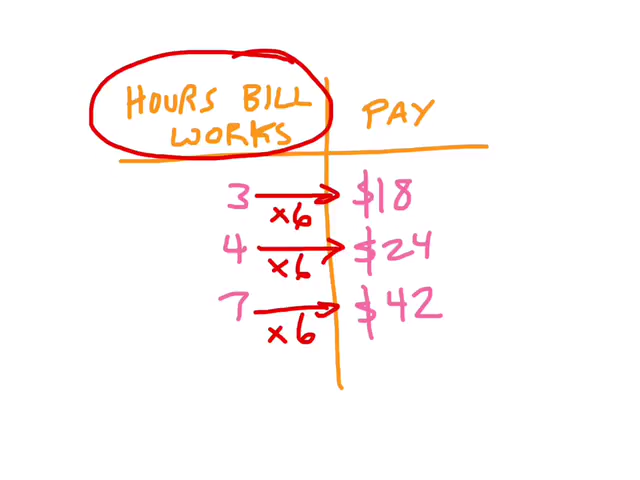 HOURS BILL
WORKS
PAY
3 $18
×6
4 $24
×6
7 $42
×6